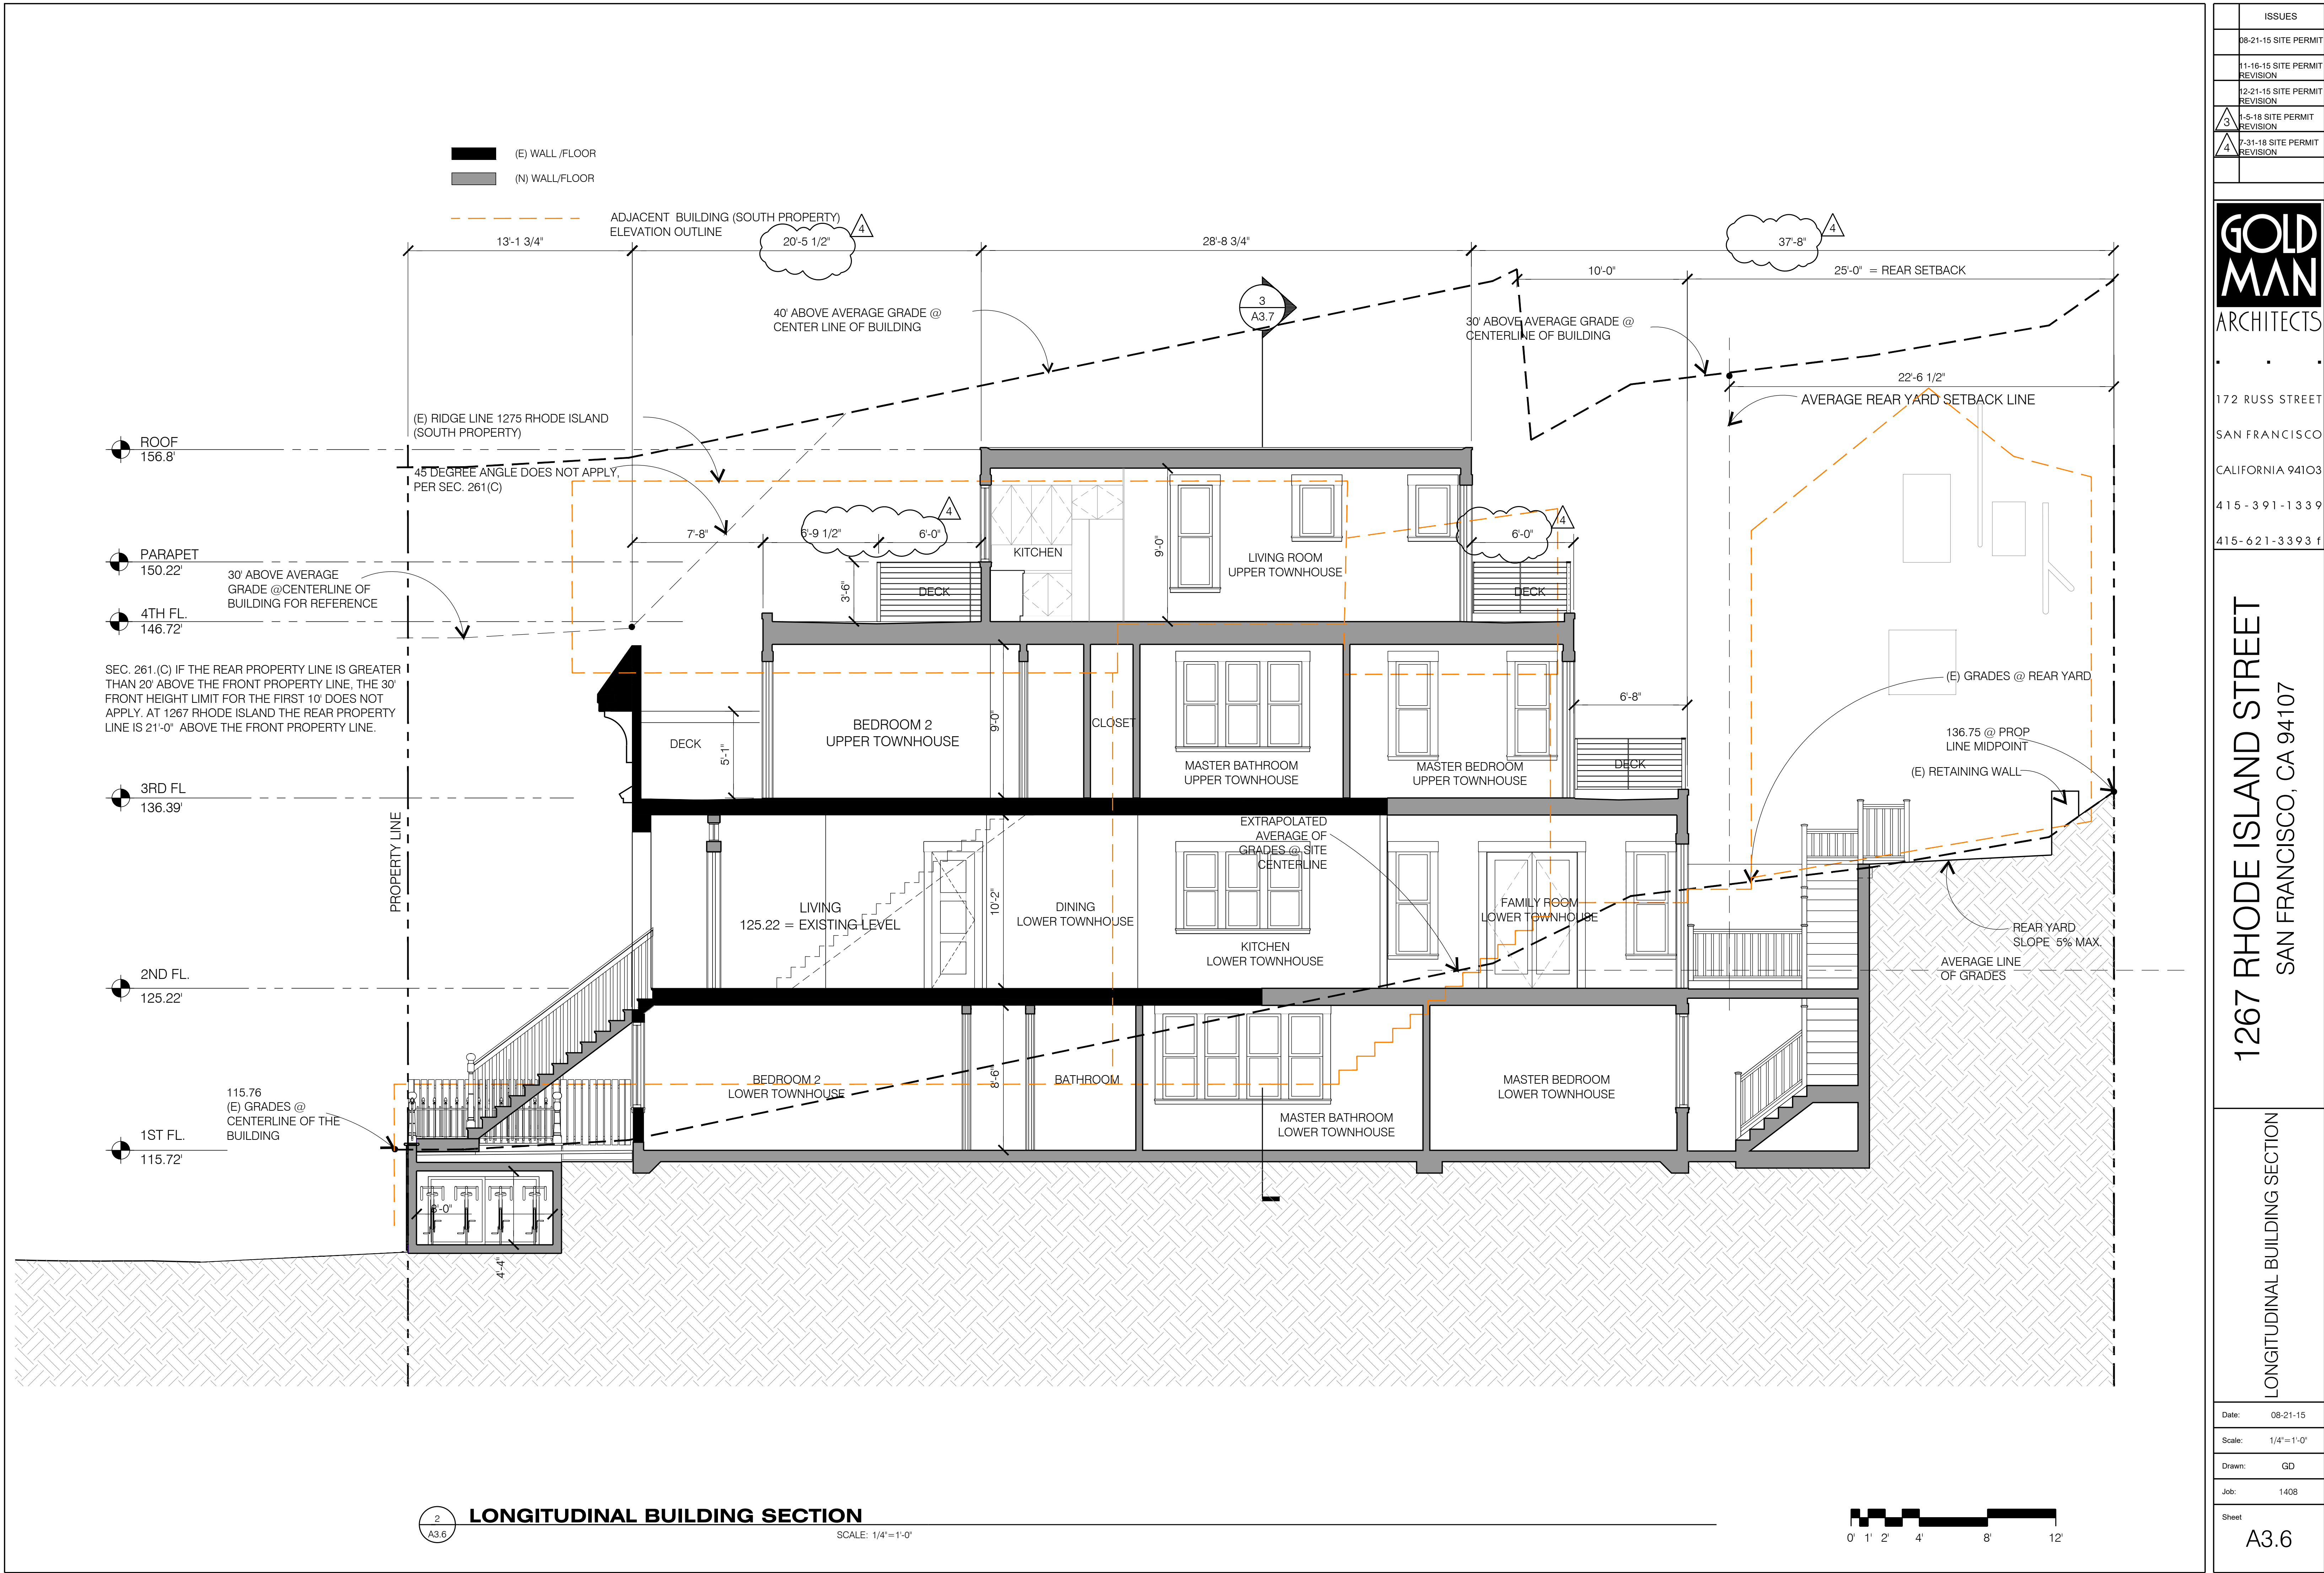 (E) WALL /FLOOR
(N) WALL/FLOOR
ADJACENT BUILDING (SOUTH PROPERTY)
ELEVATION OUTLINE
4
13'-1 3/4"
20'-5 1/2"
28'-8 3/4"
37'-8"
4
10'-0"
25'-0" = REAR SETBACK
3
A3.7
40' ABOVE AVERAGE GRADE @
CENTER LINE OF BUILDING
30' ABOVE AVERAGE GRADE @
CENTERLINE OF BUILDING
22'-6 1/2"
AVERAGE REAR YARD SETBACK LINE
(E) RIDGE LINE 1275 RHODE ISLAND
(SOUTH PROPERTY)
45 DEGREE ANGLE DOES NOT APPLY,
PER SEC. 261(C)
ROOF
156.8'
PARAPET
150.22'
4TH FL.
146.72'
30' ABOVE AVERAGE
GRADE @CENTERLINE OF
BUILDING FOR REFERENCE
7'-8"
6'-9 1/2"
6'-0"
4
3'-6"
DECK
KITCHEN
9'-0"
LIVING ROOM
UPPER TOWNHOUSE
6'-0"
4
DECK
SEC. 261.(C) IF THE REAR PROPERTY LINE IS GREATER
THAN 20' ABOVE THE FRONT PROPERTY LINE, THE 30'
FRONT HEIGHT LIMIT FOR THE FIRST 10' DOES NOT
APPLY. AT 1267 RHODE ISLAND THE REAR PROPERTY
LINE IS 21'-0" ABOVE THE FRONT PROPERTY LINE.
DECK
5'-1"
BEDROOM 2
UPPER TOWNHOUSE
9'-0"
CLOSET
MASTER BATHROOM
UPPER TOWNHOUSE
MASTER BEDROOM
UPPER TOWNHOUSE
6'-8"
DECK
(E) GRADES @ REAR YARD
136.75 @ PROP
LINE MIDPOINT
(E) RETAINING WALL
3RD FL
136.39'
PROPERTY LINE
EXTRAPOLATED
AVERAGE OF
GRADES @ SITE
CENTERLINE
LIVING
125.22 = EXISTING LEVEL
10'-2"
DINING
LOWER TOWNHOUSE
KITCHEN
LOWER TOWNHOUSE
FAMILY ROOM
LOWER TOWNHOUSE
REAR YARD
SLOPE 5% MAX.
AVERAGE LINE
OF GRADES
2ND FL.
125.22'
BEDROOM 2
LOWER TOWNHOUSE
8'-6"
BATHROOM
MASTER BATHROOM
LOWER TOWNHOUSE
MASTER BEDROOM
LOWER TOWNHOUSE
115.76
(E) GRADES @
CENTERLINE OF THE
BUILDING
1ST FL.
115.72'
4'-4"
2
A3.6
LONGITUDINAL BUILDING SECTION
SCALE: 1/4"=1'-0"
0' 1' 2' 4' 8' 12'
ISSUES
08-21-15 SITE PERMIT
11-16-15 SITE PERMIT
REVISION
12-21-15 SITE PERMIT
REVISION
3
1-5-18 SITE PERMIT
REVISION
4
7-31-18 SITE PERMIT
REVISION
GOLD
MAN
ARCHITECTS
172 RUSS STREET
SAN FRANCISCO
CALIFORNIA 94103
415-391-1339
415-621-3393 f
1267 RHODE ISLAND STREET
SAN FRANCISCO, CA 94107
LONGITUDINAL BUILDING SECTION
Date: 08-21-15
Scale: 1/4"=1'-0"
Drawn: GD
Job: 1408
Sheet
A3.6